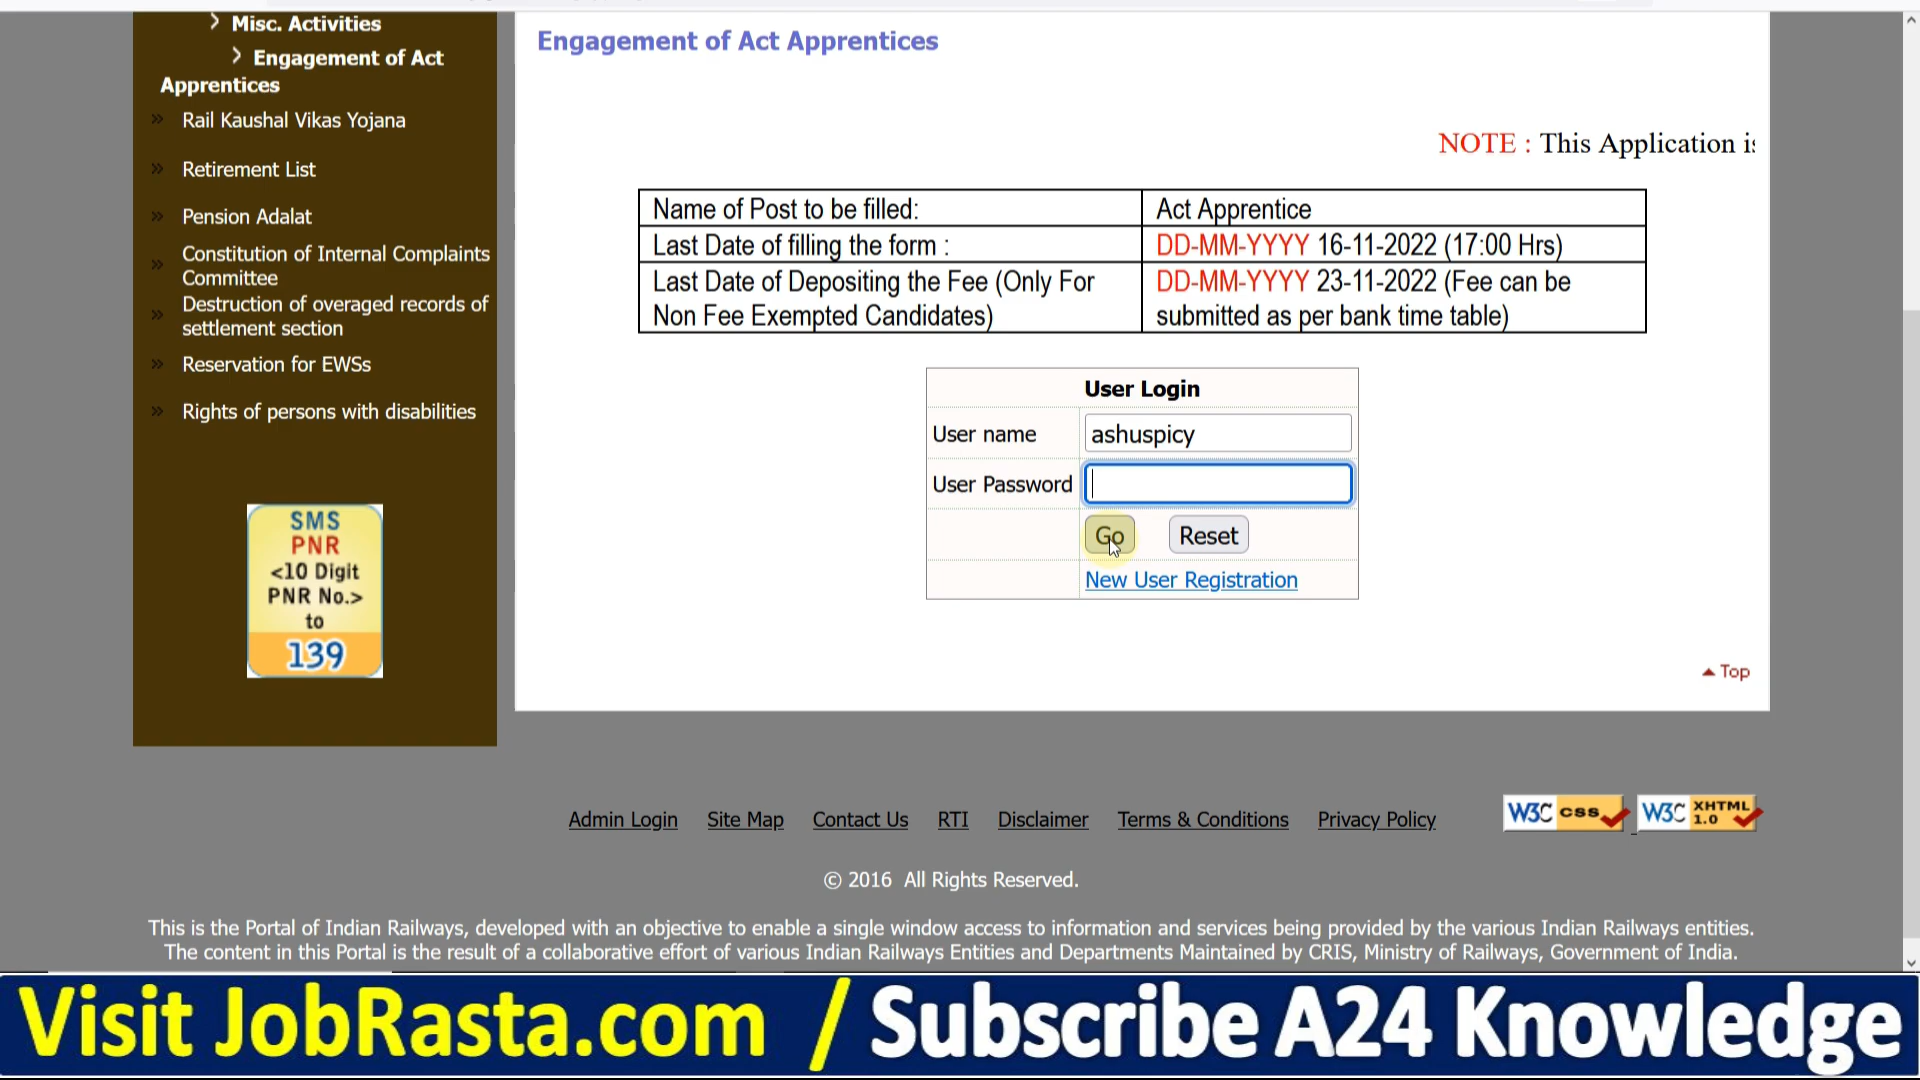 Misc. Activities
Engagement of Act
Apprentices
Rail Kaushal Vikas Yojana
Retirement List
Pension Adalat
Constitution of Internal Complaints
Committee
Destruction of overaged records of
settlement section
Reservation for EWSs
Rights of persons with disabilities
SMS
PNR
<10 Digit
PNR No.>
to
139
Engagement of Act Apprentices
NOTE : This Application is
Name of Post to be filled: Act Apprentice
Last Date of filling the form : DD-MM-YYYY 16-11-2022 (17:00 Hrs)
Last Date of Depositing the Fee (Only For DD-MM-YYYY 23-11-2022 (Fee can be
Non Fee Exempted Candidates) submitted as per bank time table)
User Login
User name ashuspicy
User Password
Go Reset
New User Registration
Top
Admin Login Site Map Contact Us RTI Disclaimer Terms & Conditions Privacy Policy W3C css W3C XHTML 1.0
© 2016 All Rights Reserved.
This is the Portal of Indian Railways, developed with an objective to enable a single window access to information and services being provided by the various Indian Railways entities.
The content in this Portal is the result of a collaborative effort of various Indian Railways Entities and Departments Maintained by CRIS, Ministry of Railways, Government of India.
Visit JobRasta.com / Subscribe A24 Knowledge